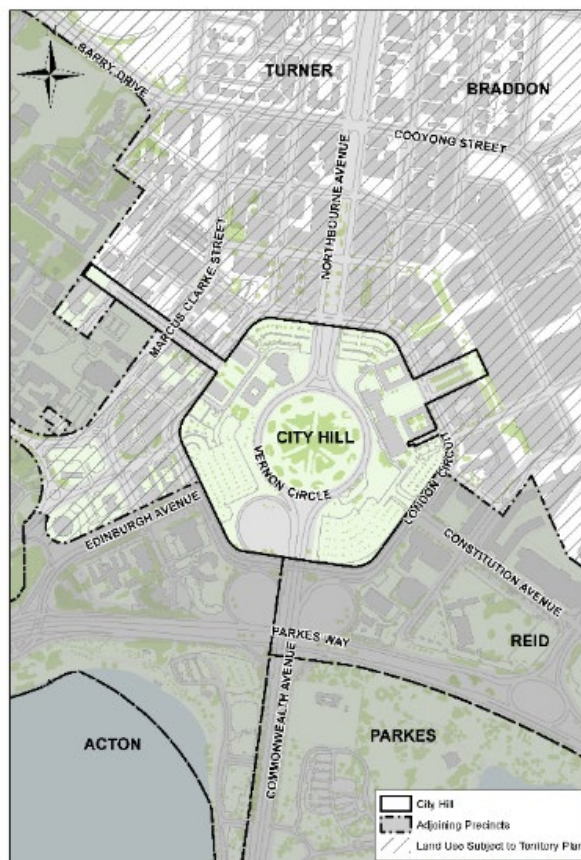 BARRY DRIVE
TURNER
BRADDON
COOYONG STREET
NORTHBOURNE AVENUE
MARCUS CLARKE STREET
CITY HILL
VERNON CIRCLE
LONDON CIRCUIT
EDINBURGH AVENUE
CONSTITUTION AVENUE
PARKES WAY
REID
COMMONWEALTH AVENUE
ACTON
PARKES
City Hill
Adjoining Precincts
Land Use Subject to Territory Plan